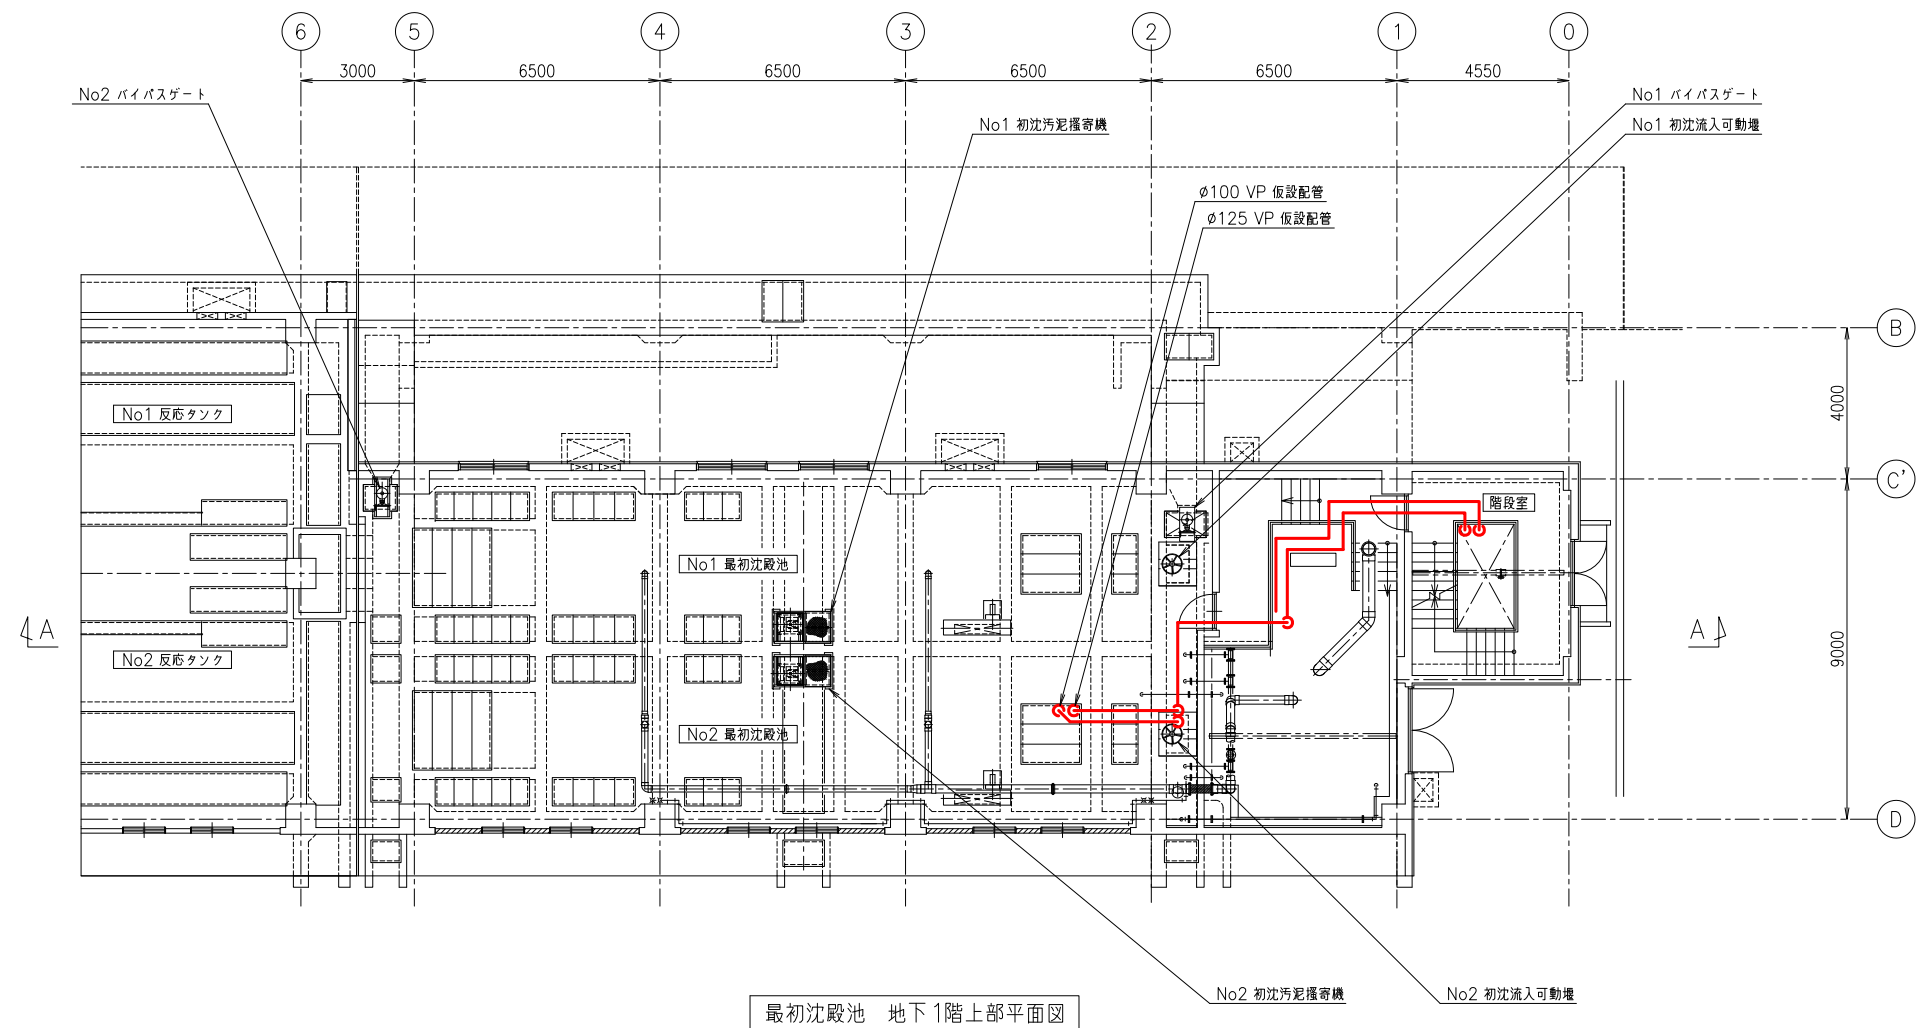 6
5
4
3
2
1
0
3000
6500
6500
6500
6500
4550
No2 バイパスゲート
No1 バイパスゲート
No1 初沈汚泥掻寄機
No1 初沈流入可動堰
φ100 VP 仮設配管
φ125 VP 仮設配管
B
4000
No1 反応タンク
C'
階段室
No1 最初沈殿池
A
A
9000
No2 反応タンク
No2 最初沈殿池
D
No2 初沈汚泥掻寄機
No2 初沈流入可動堰
最初沈殿池 地下1階上部平面図